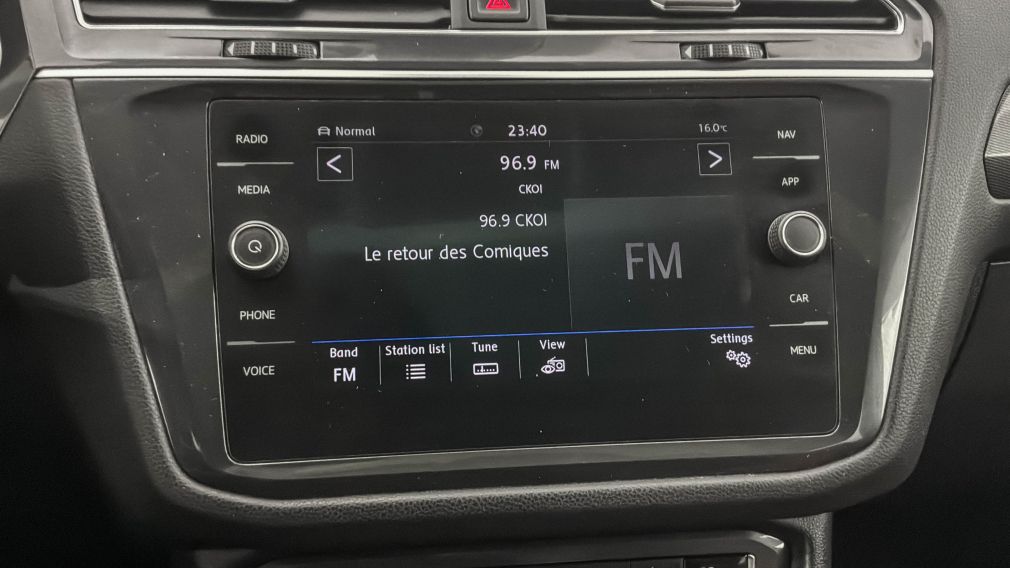 RADIO
MEDIA
PHONE
VOICE
Normal
23:40
16.0°c
<
96.9 FM
>
CKOI
96.9 CKOI
Le retour des Comiques
FM
Band
FM
Station list
Tune
View
Settings
NAV
APP
CAR
MENU